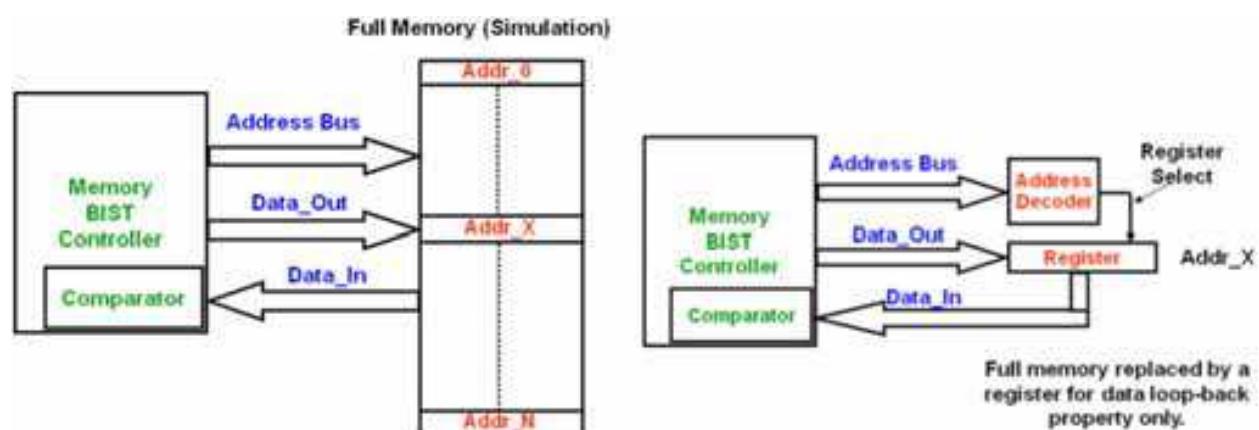 Full Memory (Simulation)
Addr_0
Address Bus
Memory
BIST
Controller
Data_Out
Addr_X
Data_In
Comparator
Addr_N
Address Bus
Address
Decoder
Register
Select
Memory
BIST
Controller
Data_Out
Register
Addr_X
Data_In
Comparator
Full memory replaced by a
register for data loop-back
property only.